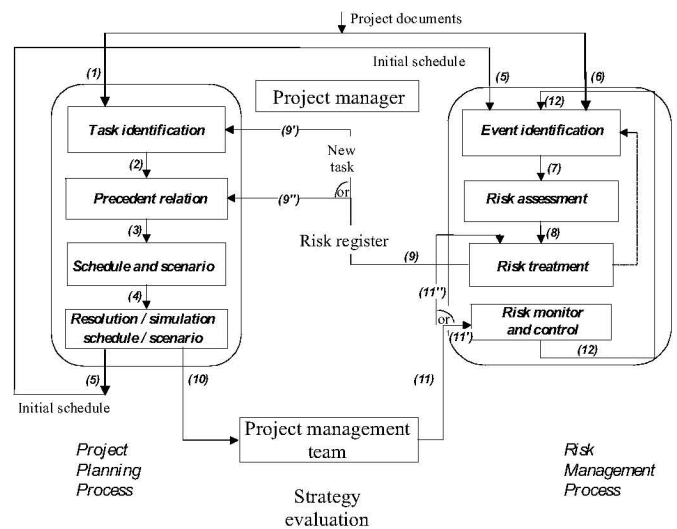 Project documents
Initial schedule
(1)
(5)
(6)
Project manager
(12)
Task identification
(9')
Event identification
(2)
New
task
(7)
or
Precedent relation
(9'')
Risk assessment
(3)
Risk register
(8)
Schedule and scenario
(9)
Risk treatment
(4)
(11'')
Resolution / simulation
schedule / scenario
or
(11')
Risk monitor
and control
(5)
(10)
(11)
(12)
Initial schedule
Project management
team
Project
Planning
Process
Risk
Management
Process
Strategy
evaluation